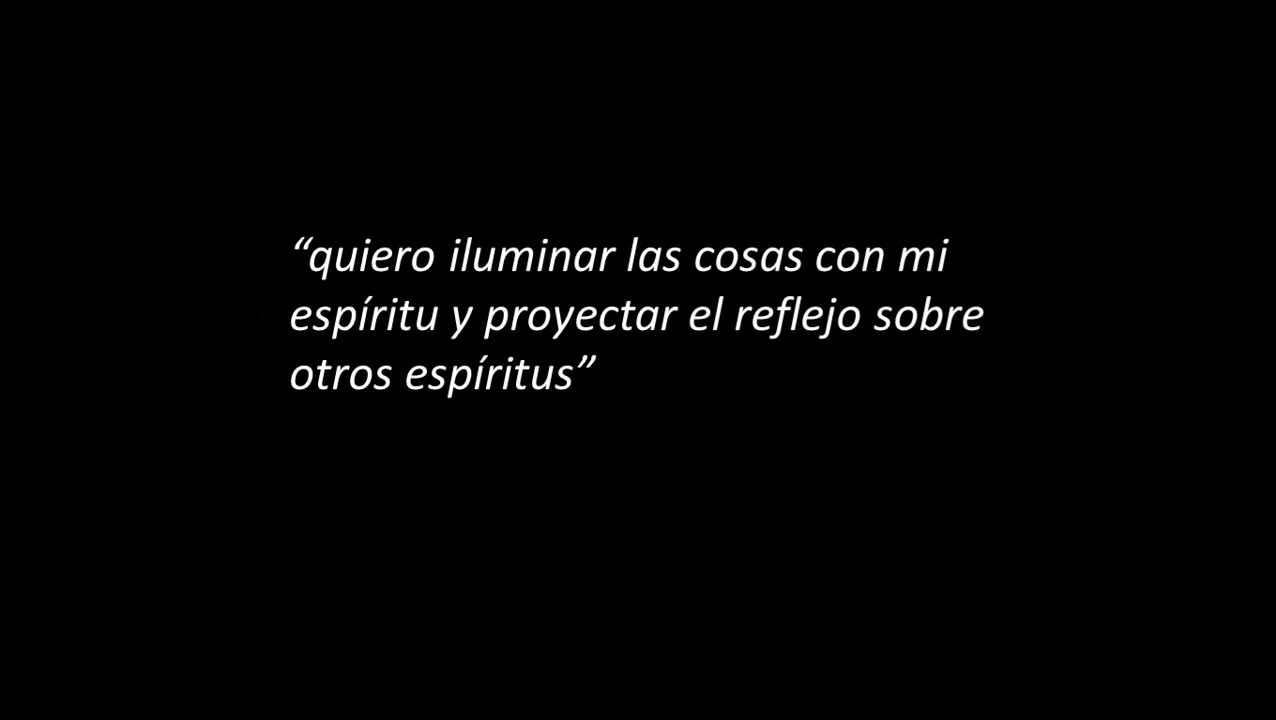 “quiero iluminar las cosas con mi
espíritu y proyectar el reflejo sobre
otros espíritus”